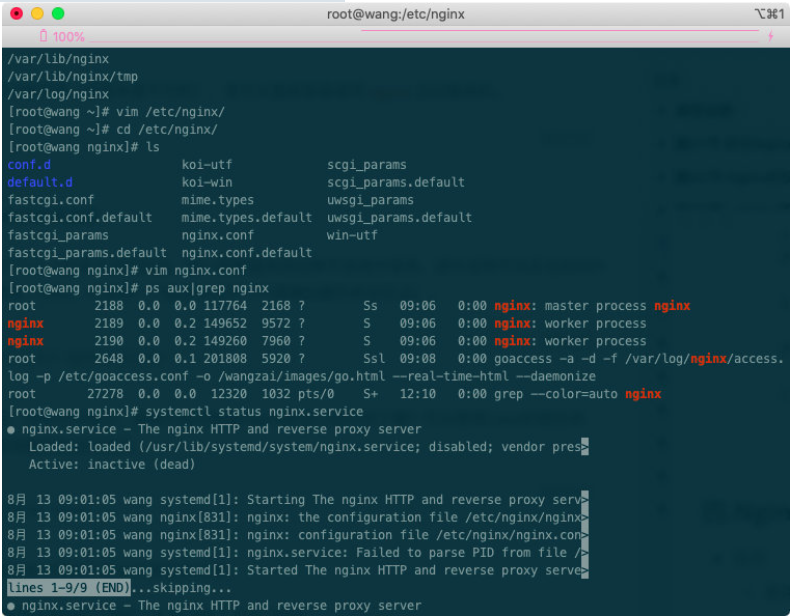 root@wang:/etc/nginx
⌥⌘1
100%
/var/lib/nginx
/var/lib/nginx/tmp
/var/log/nginx
[root@wang ~]# vim /etc/nginx/
[root@wang ~]# cd /etc/nginx/
[root@wang nginx]# ls
conf.d koi-utf scgi_params
default.d koi-win scgi_params.default
fastcgi.conf mime.types uwsgi_params
fastcgi.conf.default mime.types.default uwsgi_params.default
fastcgi_params nginx.conf win-utf
fastcgi_params.default nginx.conf.default
[root@wang nginx]# vim nginx.conf
[root@wang nginx]# ps aux|grep nginx
root 2188 0.0 0.0 117764 2168 ? Ss 09:06 0:00 nginx: master process nginx
nginx 2189 0.0 0.2 149652 9572 ? S 09:06 0:00 nginx: worker process
nginx 2190 0.0 0.2 149260 7960 ? S 09:06 0:00 nginx: worker process
root 2648 0.0 0.1 201808 5920 ? Ssl 09:08 0:00 goaccess -a -d -f /var/log/nginx/access.
log -p /etc/goaccess.conf -o /wangzai/images/go.html --real-time-html --daemonize
root 27278 0.0 0.0 12320 1032 pts/0 S+ 12:10 0:00 grep --color=auto nginx
[root@wang nginx]# systemctl status nginx.service
● nginx.service - The nginx HTTP and reverse proxy server
Loaded: loaded (/usr/lib/systemd/system/nginx.service; disabled; vendor pres>
Active: inactive (dead)
8月 13 09:01:05 wang systemd[1]: Starting The nginx HTTP and reverse proxy serv>
8月 13 09:01:05 wang nginx[831]: nginx: the configuration file /etc/nginx/nginx>
8月 13 09:01:05 wang nginx[831]: nginx: configuration file /etc/nginx/nginx.con>
8月 13 09:01:05 wang systemd[1]: nginx.service: Failed to parse PID from file />
8月 13 09:01:05 wang systemd[1]: Started The nginx HTTP and reverse proxy serve>
lines 1-9/9 (END)...skipping...
● nginx.service - The nginx HTTP and reverse proxy server